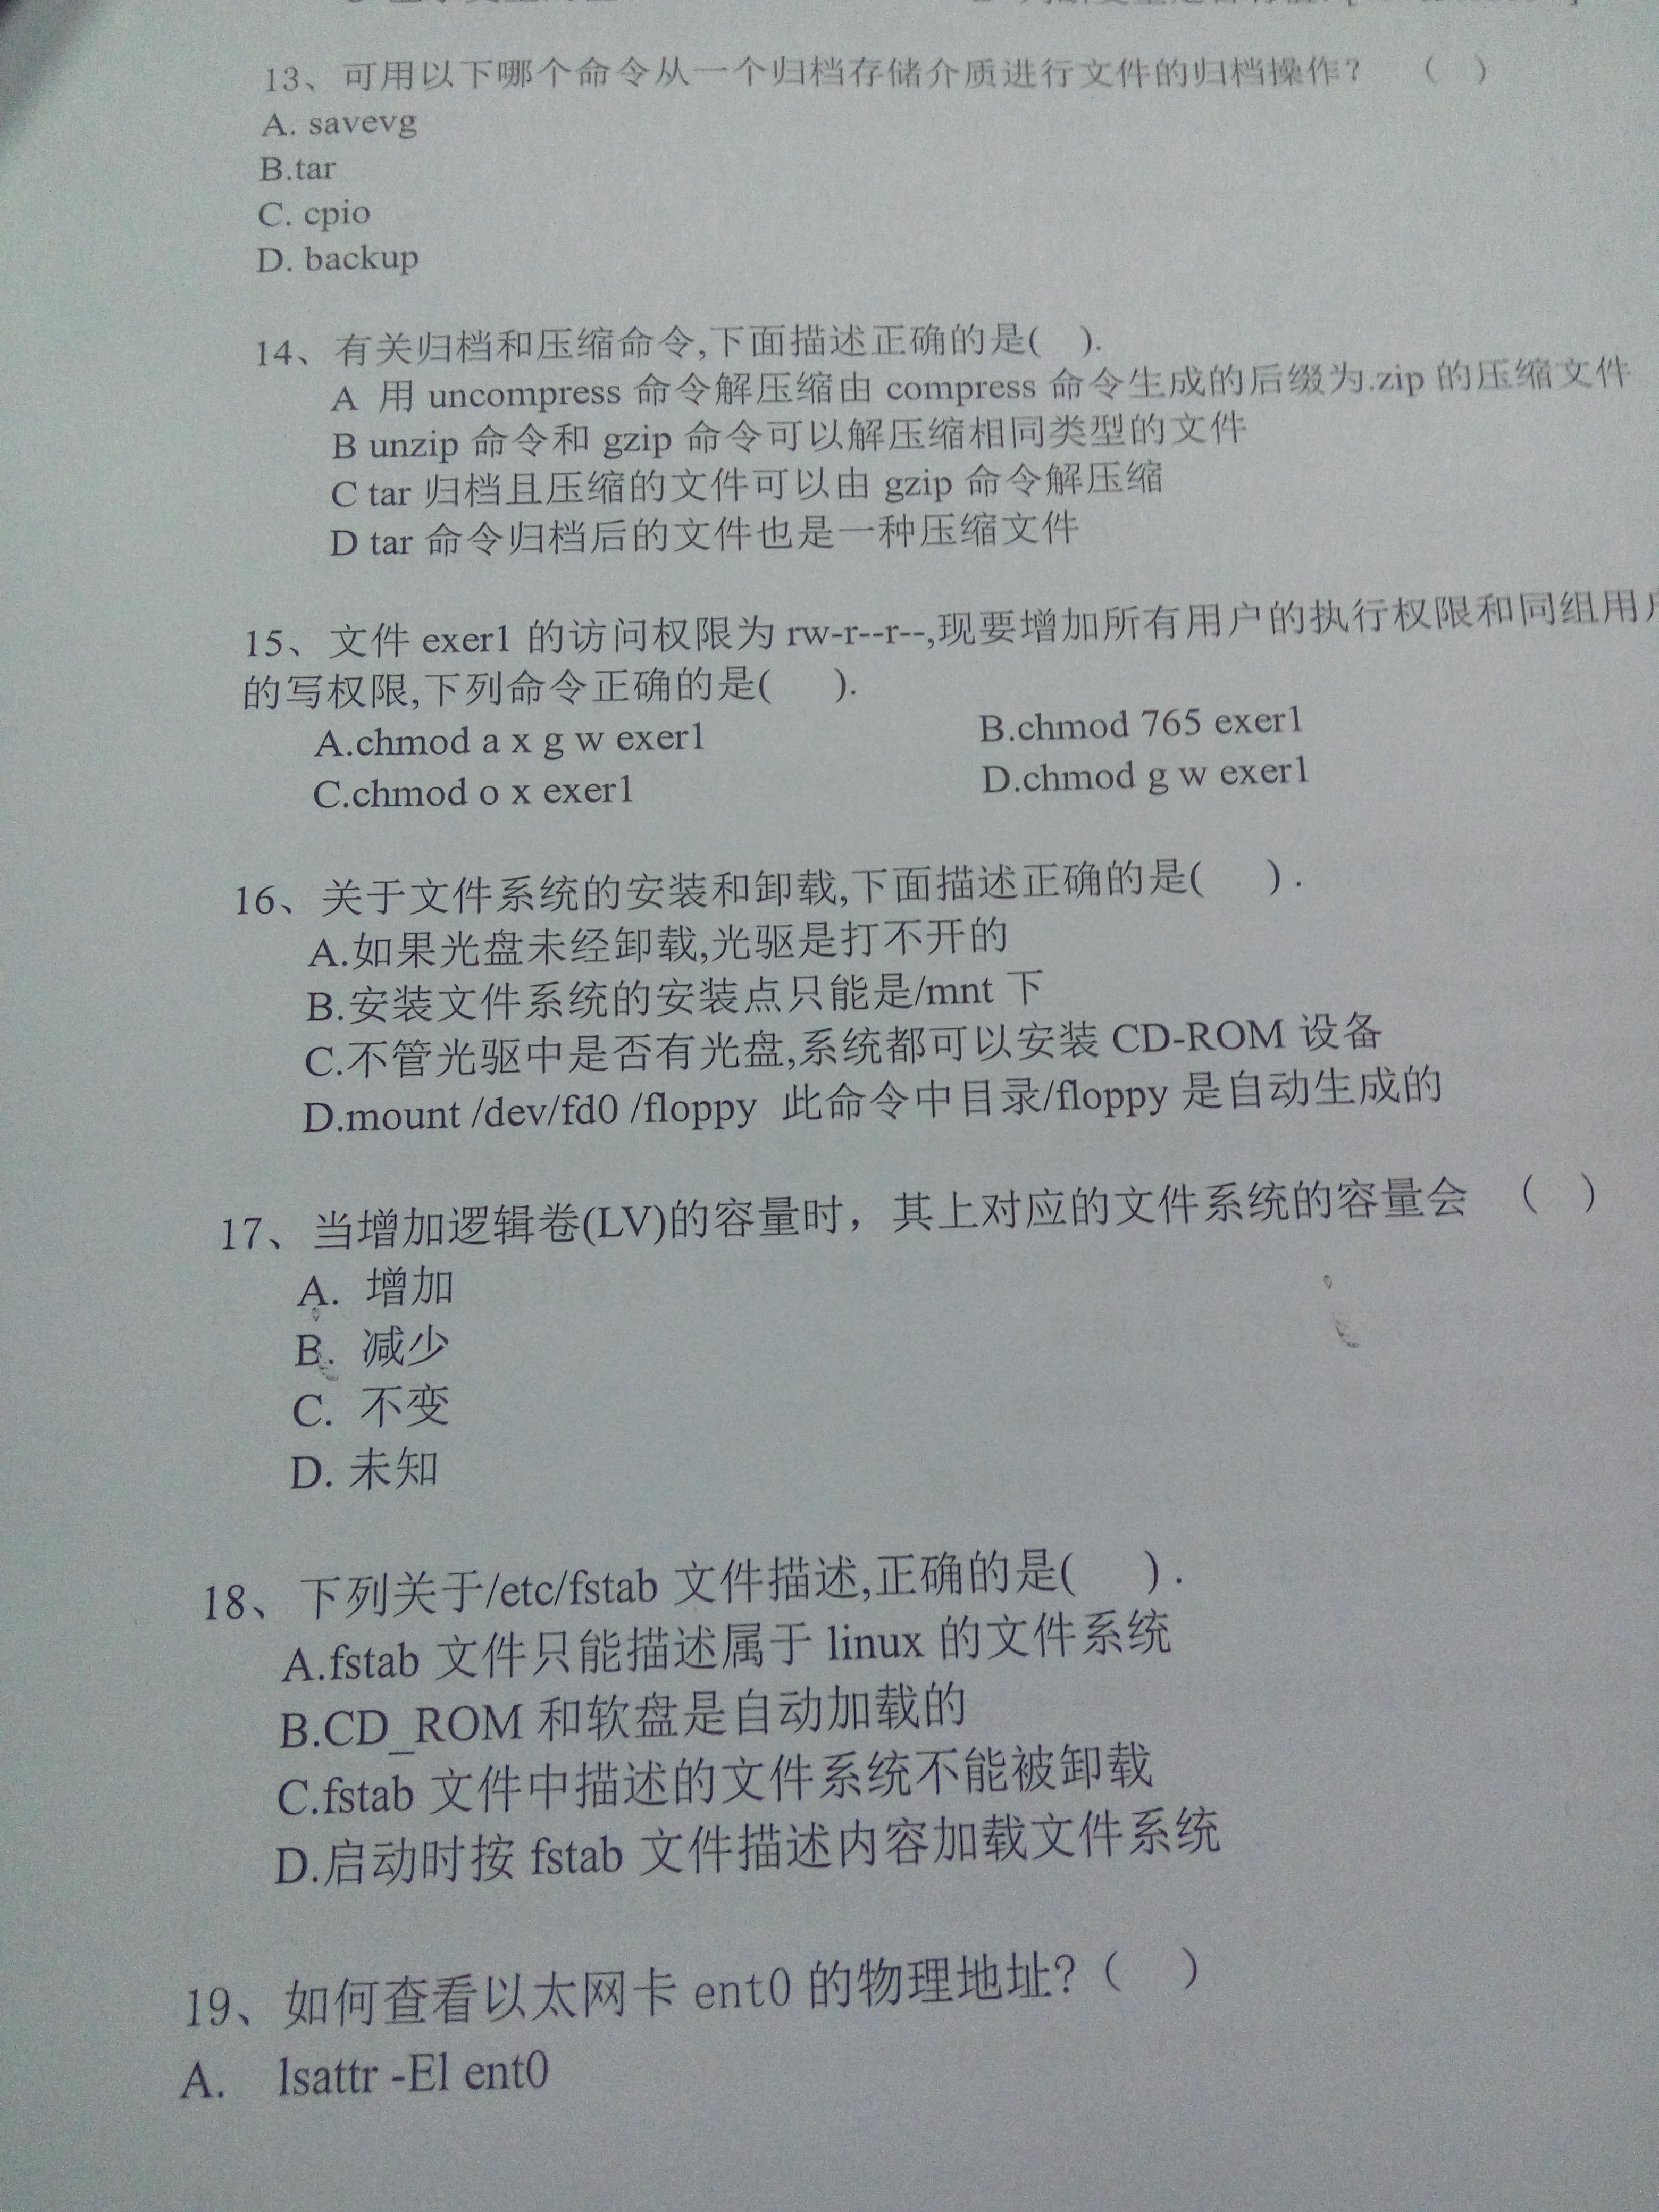 13、可用以下哪个命令从一个归档存储介质进行文件的归档操作？ （ ）
A. savevg
B.tar
C. cpio
D. backup
14、有关归档和压缩命令,下面描述正确的是( ).
A 用 uncompress 命令解压缩由 compress 命令生成的后缀为.zip 的压缩文件
B unzip 命令和 gzip 命令可以解压缩相同类型的文件
C tar 归档且压缩的文件可以由 gzip 命令解压缩
D tar 命令归档后的文件也是一种压缩文件
15、文件 exer1 的访问权限为 rw-r--r--,现要增加所有用户的执行权限和同组用户
的写权限,下列命令正确的是( ).
A.chmod a x g w exer1 B.chmod 765 exer1
C.chmod o x exer1 D.chmod g w exer1
16、关于文件系统的安装和卸载,下面描述正确的是( ) .
A.如果光盘未经卸载,光驱是打不开的
B.安装文件系统的安装点只能是/mnt 下
C.不管光驱中是否有光盘,系统都可以安装 CD-ROM 设备
D.mount /dev/fd0 /floppy 此命令中目录/floppy 是自动生成的
17、当增加逻辑卷(LV)的容量时，其上对应的文件系统的容量会 （ ）
A. 增加
B. 减少
C. 不变
D. 未知
18、下列关于/etc/fstab 文件描述,正确的是( ) .
A.fstab 文件只能描述属于 linux 的文件系统
B.CD_ROM 和软盘是自动加载的
C.fstab 文件中描述的文件系统不能被卸载
D.启动时按 fstab 文件描述内容加载文件系统
19、如何查看以太网卡 ent0 的物理地址?（ ）
A. lsattr -El ent0